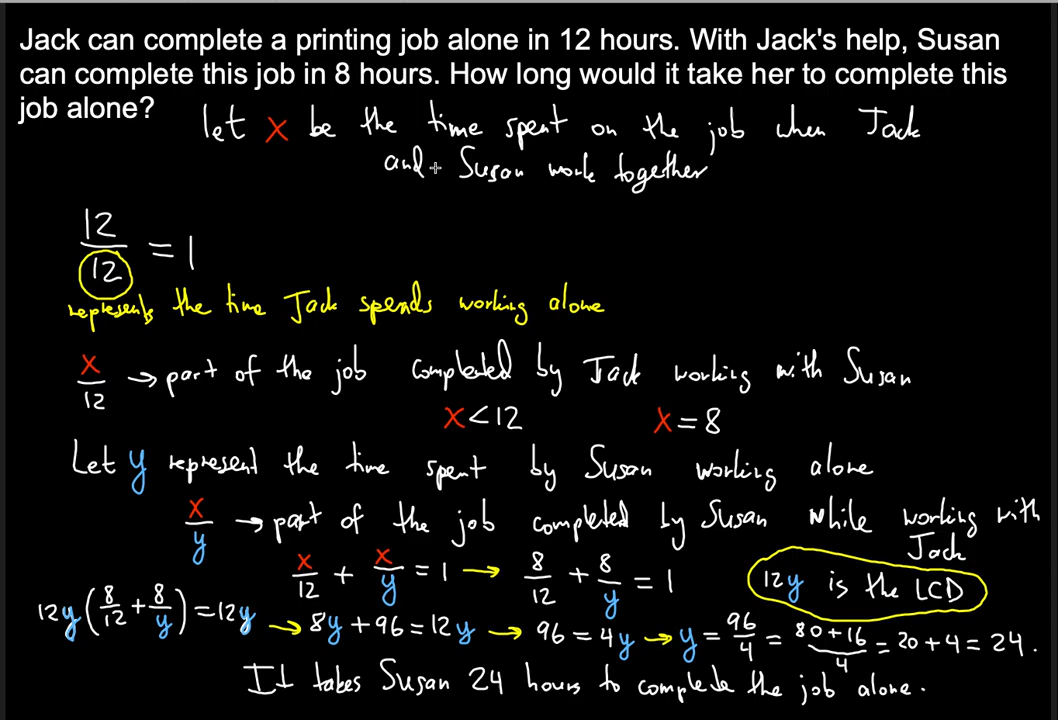 Jack can complete a printing job alone in 12 hours. With Jack's help, Susan
can complete this job in 8 hours. How long would it take her to complete this
job alone?
let x be the time spent on the job when Jack
and Susan work together
12/12 = 1
represents the time Jack spends working alone
x/12 → part of the job completed by Jack working with Susan
x < 12 x = 8
Let y represent the time spent by Susan working alone
x/y → part of the job completed by Susan while working with
Jack
x/12 + x/y = 1 → 8/12 + 8/y = 1 12y is the LCD
12y(8/12 + 8/y) = 12y → 8y + 96 = 12y → 96 = 4y → y = 96/4 = (80+16)/4 = 20 + 4 = 24.
It takes Susan 24 hours to complete the job alone.